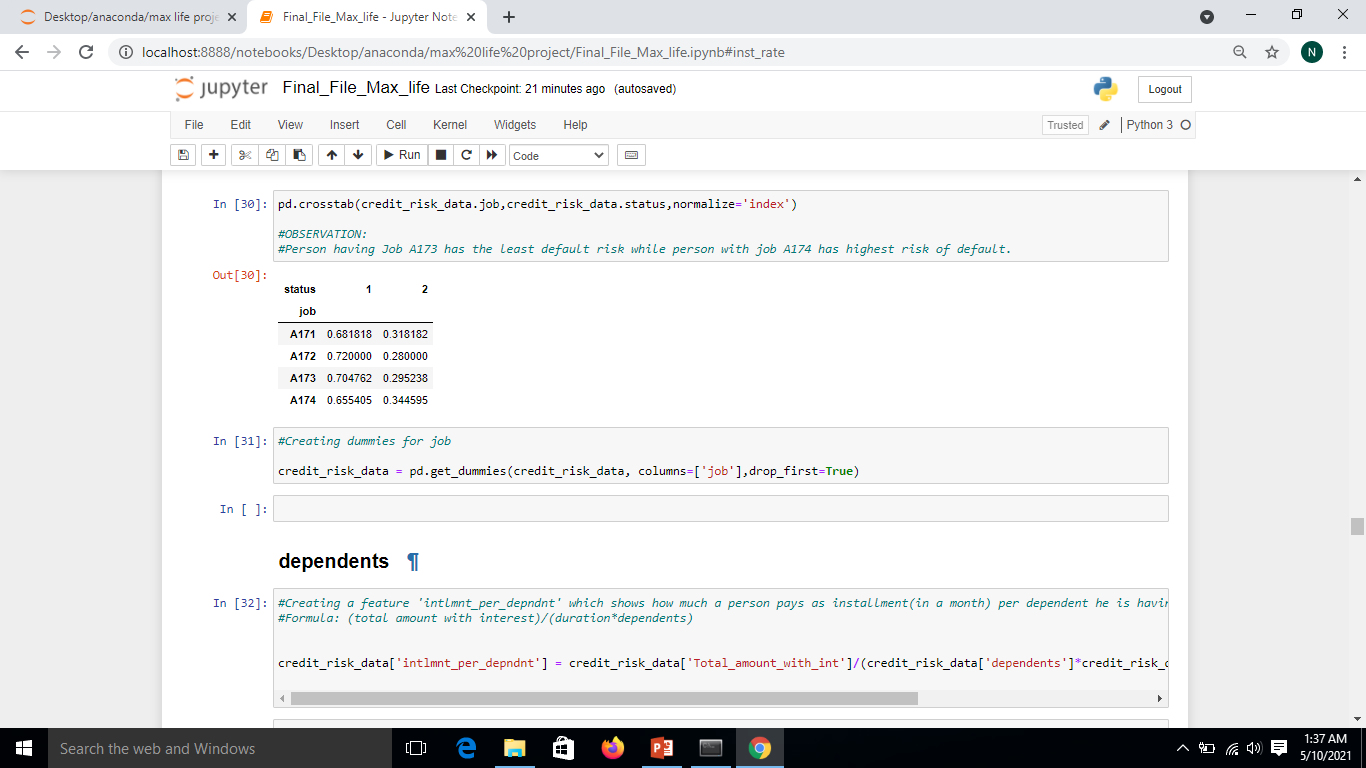 Desktop/anaconda/max life proje
Final_File_Max_life - Jupyter Note
localhost:8888/notebooks/Desktop/anaconda/max%20life%20project/Final_File_Max_life.ipynb#inst_rate
N
jupyter Final_File_Max_life Last Checkpoint: 21 minutes ago (autosaved)
Logout
File Edit View Insert Cell Kernel Widgets Help
Trusted
Python 3
Run
Code
In [30]: pd.crosstab(credit_risk_data.job,credit_risk_data.status,normalize='index')
#OBSERVATION:
#Person having Job A173 has the least default risk while person with job A174 has highest risk of default.
Out[30]:
status 1 2
job
A171 0.681818 0.318182
A172 0.720000 0.280000
A173 0.704762 0.295238
A174 0.655405 0.344595
In [31]: #Creating dummies for job
credit_risk_data = pd.get_dummies(credit_risk_data, columns=['job'],drop_first=True)
In [ ]:
dependents ¶
In [32]: #Creating a feature 'intlmnt_per_depndnt' which shows how much a person pays as installment(in a month) per dependent he is havin
#Formula: (total amount with interest)/(duration*dependents)
credit_risk_data['intlmnt_per_depndnt'] = credit_risk_data['Total_amount_with_int']/(credit_risk_data['dependents']*credit_risk_d
Search the web and Windows
1:37 AM
5/10/2021